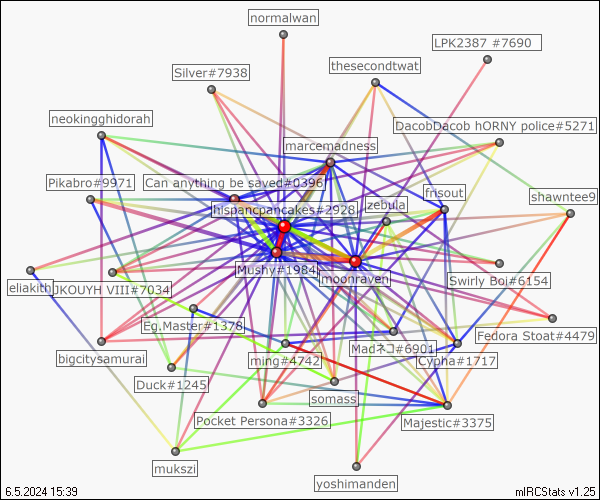 normalwan
LPK2387 #7690
thesecondtwat
Silver#7938
neokingghidorah
DacobDacob hORNY police#5271
marcemadness
Pikabro#9971
Can anything be saved#0396
frisout
shawntee9
zebula
hispancpancakes#2928
Mushy#1984
moonraven
Swirly Boi#6154
eliakith
JKOUYH VIII#7034
Eg.Master#1378
Fedora Stoat#4479
bigcitysamurai
ming#4742
Madネコ#6901
Cypha#1717
Duck#1245
somass
Pocket Persona#3326
Majestic#3375
mukszi
yoshimanden
6.5.2024 15:39
mIRCStats v1.25